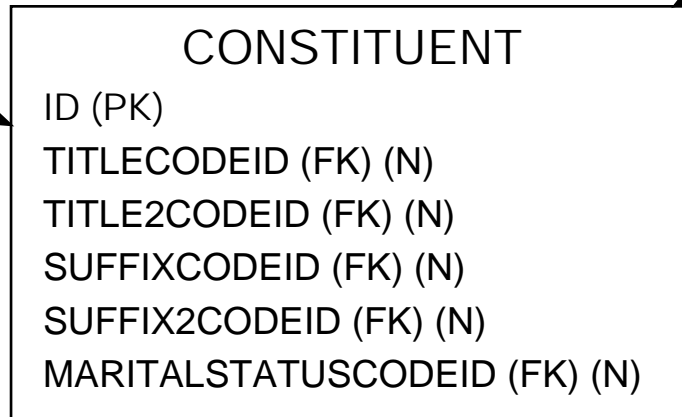 CONSTITUENT
ID (PK)
TITLECODEID (FK) (N)
TITLE2CODEID (FK) (N)
SUFFIXCODEID (FK) (N)
SUFFIX2CODEID (FK) (N)
MARITALSTATUSCODEID (FK) (N)